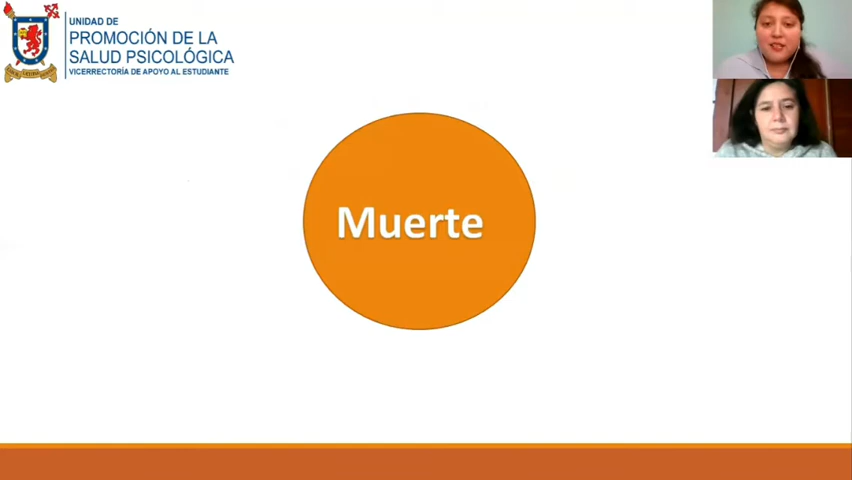 UNIDAD DE
PROMOCIÓN DE LA
SALUD PSICOLÓGICA
VICERRECTORÍA DE APOYO AL ESTUDIANTE
Muerte